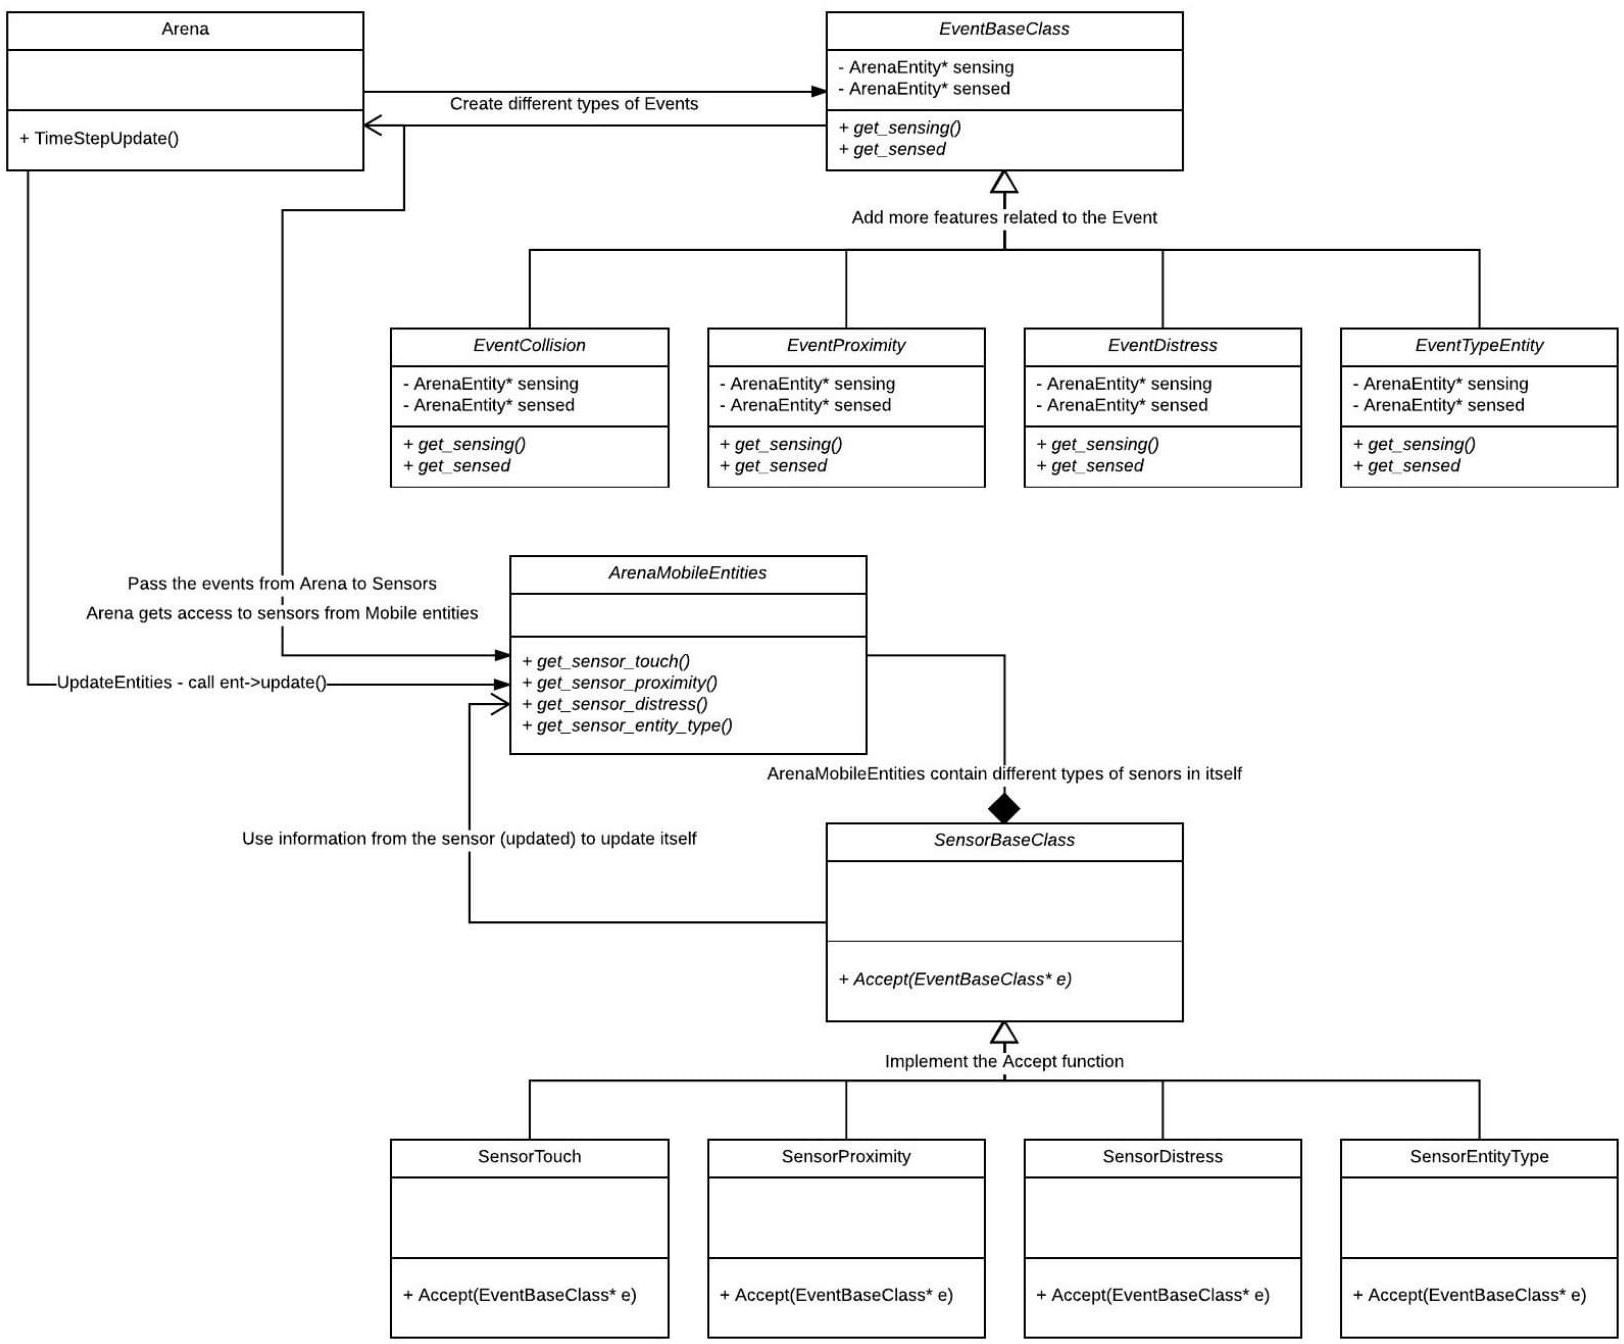 Arena
+ TimeStepUpdate()
EventBaseClass
- ArenaEntity* sensing
- ArenaEntity* sensed
+ get_sensing()
+ get_sensed
Create different types of Events
Add more features related to the Event
EventCollision
- ArenaEntity* sensing
- ArenaEntity* sensed
+ get_sensing()
+ get_sensed
EventProximity
- ArenaEntity* sensing
- ArenaEntity* sensed
+ get_sensing()
+ get_sensed
EventDistress
- ArenaEntity* sensing
- ArenaEntity* sensed
+ get_sensing()
+ get_sensed
EventTypeEntity
- ArenaEntity* sensing
- ArenaEntity* sensed
+ get_sensing()
+ get_sensed
Pass the events from Arena to Sensors
Arena gets access to sensors from Mobile entities
UpdateEntities - call ent->update()
ArenaMobileEntities
+ get_sensor_touch()
+ get_sensor_proximity()
+ get_sensor_distress()
+ get_sensor_entity_type()
ArenaMobileEntities contain different types of senors in itself
Use information from the sensor (updated) to update itself
SensorBaseClass
+ Accept(EventBaseClass* e)
Implement the Accept function
SensorTouch
+ Accept(EventBaseClass* e)
SensorProximity
+ Accept(EventBaseClass* e)
SensorDistress
+ Accept(EventBaseClass* e)
SensorEntityType
+ Accept(EventBaseClass* e)